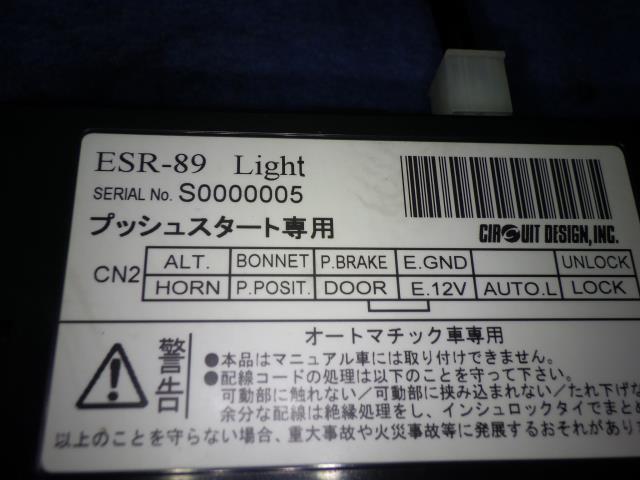 ESR-89 Light
SERIAL No. S0000005
プッシュスタート専用
CIRCUIT DESIGN, INC.
CN2
ALT. BONNET P.BRAKE E.GND UNLOCK
HORN P.POSIT. DOOR E.12V AUTO.L LOCK
警告
オートマチック車専用
●本品はマニュアル車には取り付けできません。
●配線コードの処理は以下のことを守って下さい。
可動部に触れない/可動部に挟み込まれない/たれ下げな
余分な配線は絶縁処理をし、インシュロックタイでまと
以上のことを守らない場合、重大事故や火災事故等に発展するおそれがあ